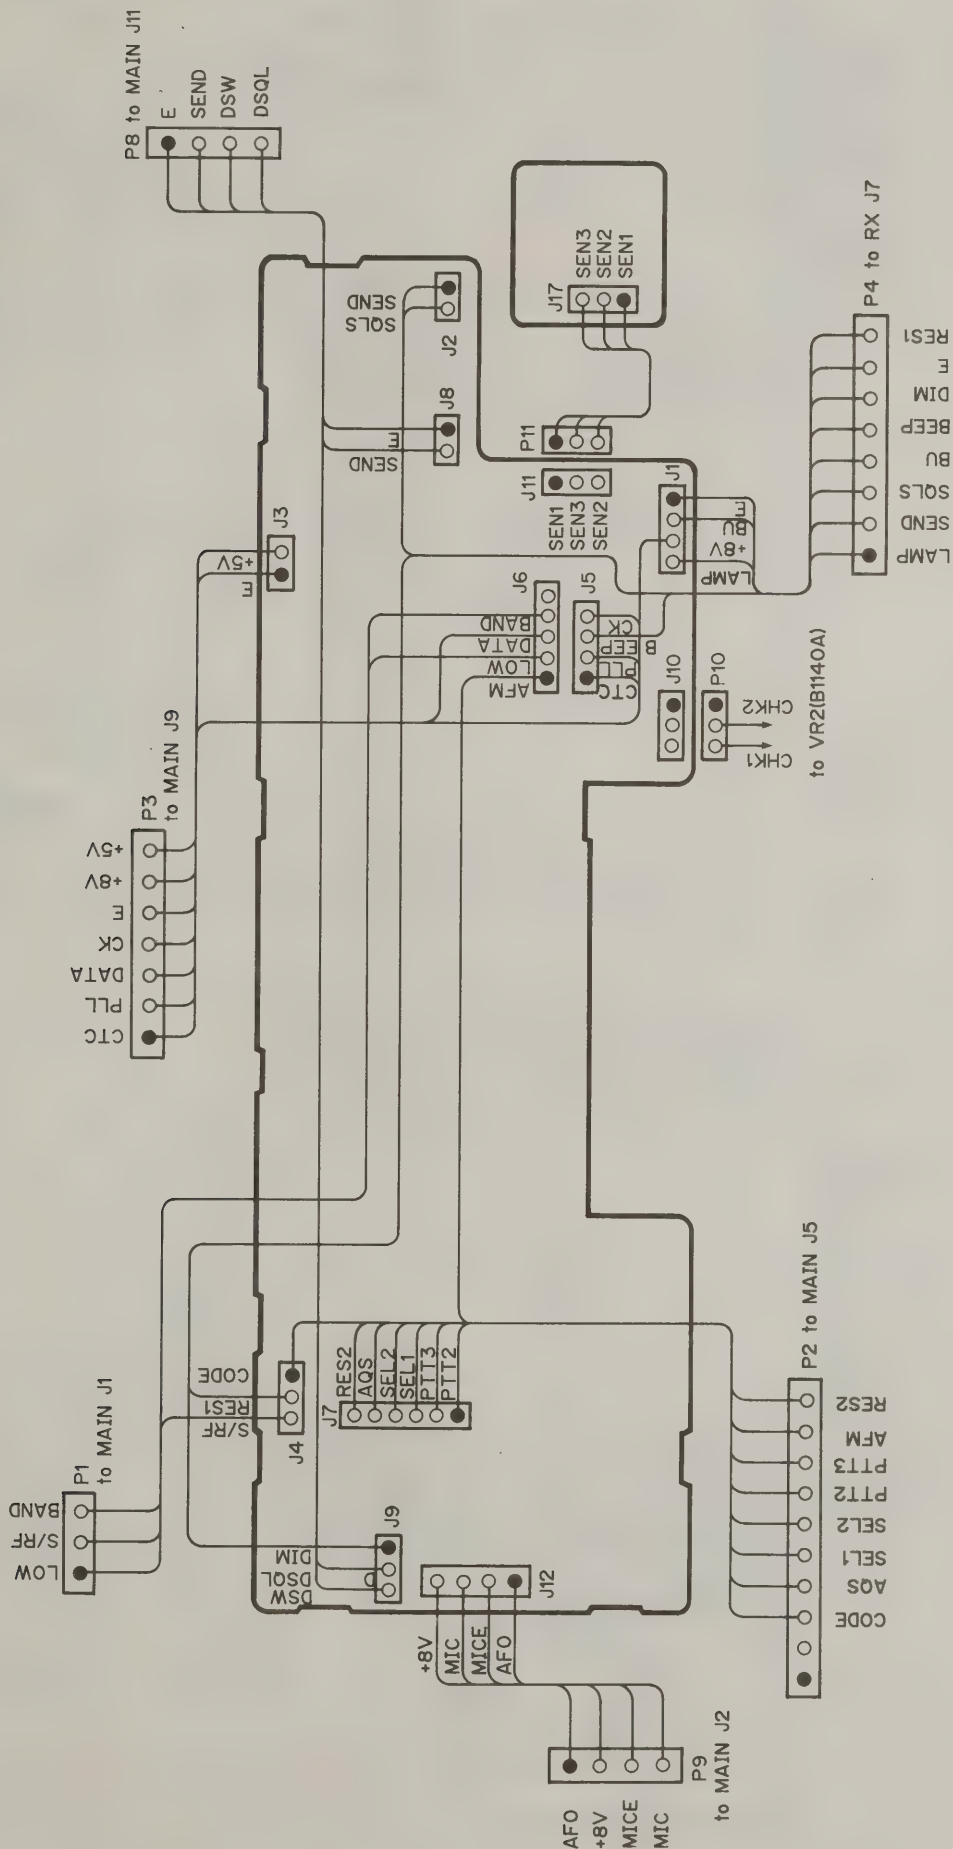 P8 to MAIN J11
E
SEND
DSW
DSQL
J17
SEN3
SEN2
SEN1
P4 to RX J7
RES1
E
DIM
BEEP
BU
SQLS
SEND
LAMP
SEND
SQLS
J2
J8
E
SEND
P11
J11
SEN1
SEN3
SEN2
J1
E
BU
+8V
LAMP
J3
+5V
E
J6
BAND
DATA
LOW
AFM
J5
CK
BEEP
PLL
CTC
J10
P10
CHK2
CHK1
to VR2(B1140A)
P3
to MAIN J9
+5V
+8V
E
CK
DATA
PLL
CTC
P1
to MAIN J1
BAND
S/RF
LOW
CODE
RES1
S/RF
J4
J7
RES2
AQS
SEL2
SEL1
PTT3
PTT2
P2 to MAIN J5
RES2
AFM
PTT3
PTT2
SEL2
SEL1
AQS
CODE
J9
DIM
DSQL
D
DSW
J12
+8V
MIC
MICE
AFO
P9
to MAIN J2
AFO
+8V
MICE
MIC